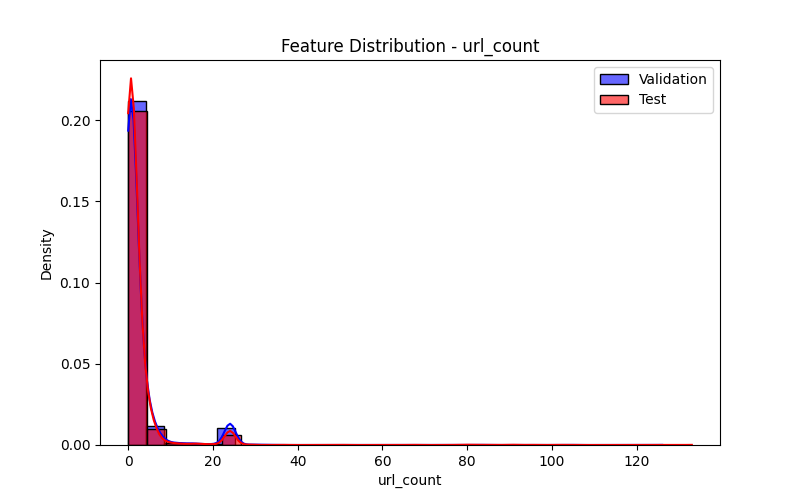 Feature Distribution - url_count
Validation
Test
Density
0.20
0.15
0.10
0.05
0.00
0 20 40 60 80 100 120
url_count